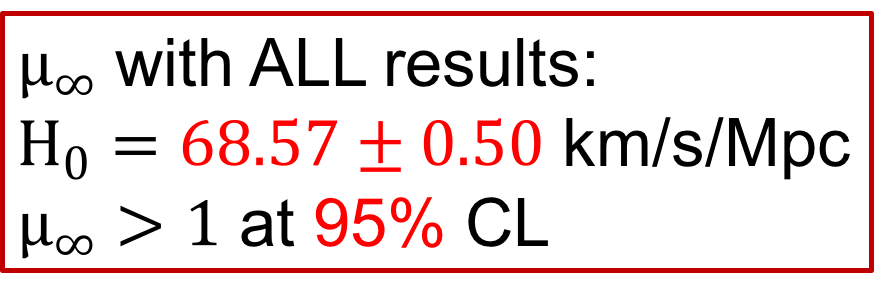 μ∞ with ALL results:
H₀ = 68.57 ± 0.50 km/s/Mpc
μ∞ > 1 at 95% CL